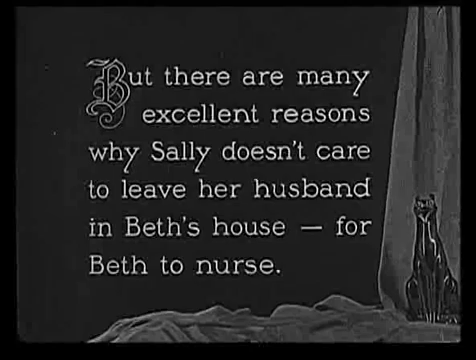 But there are many
excellent reasons
why Sally doesn't care
to leave her husband
in Beth's house — for
Beth to nurse.